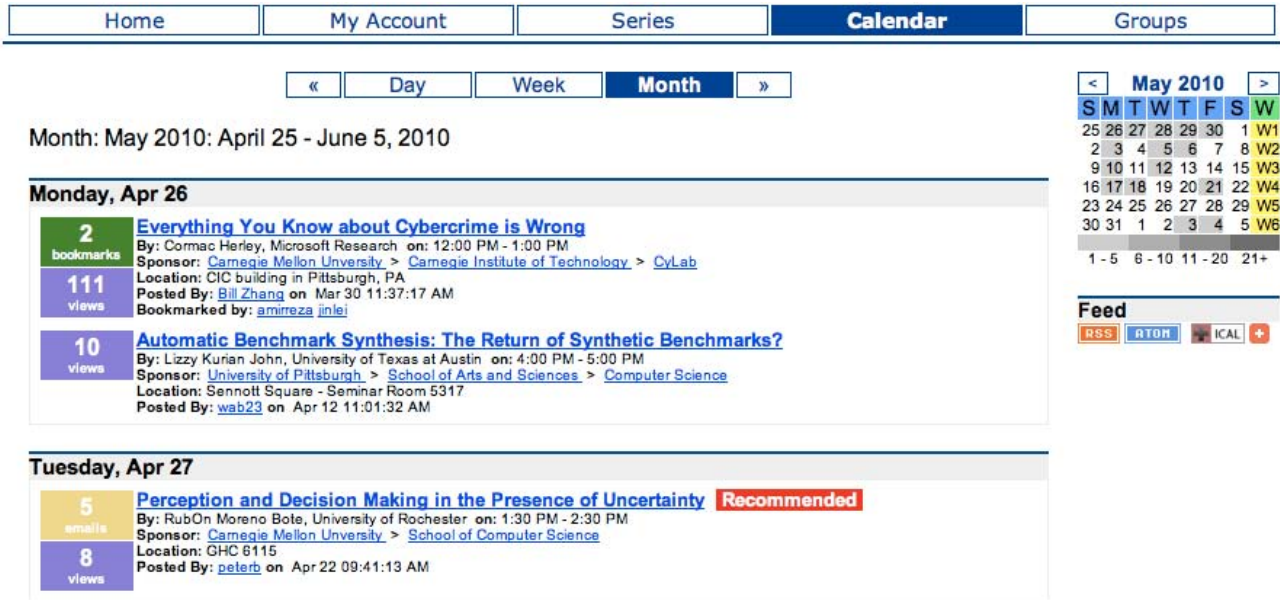 Home My Account Series Calendar Groups
« Day Week Month »
Month: May 2010: April 25 - June 5, 2010
Monday, Apr 26
2
bookmarks
111
views
Everything You Know about Cybercrime is Wrong
By: Cormac Herley, Microsoft Research on: 12:00 PM - 1:00 PM
Sponsor: Carnegie Mellon Unversity > Carnegie Institute of Technology > CyLab
Location: CIC building in Pittsburgh, PA
Posted By: Bill Zhang on Mar 30 11:37:17 AM
Bookmarked by: amirreza jinlei
10
views
Automatic Benchmark Synthesis: The Return of Synthetic Benchmarks?
By: Lizzy Kurian John, University of Texas at Austin on: 4:00 PM - 5:00 PM
Sponsor: University of Pittsburgh > School of Arts and Sciences > Computer Science
Location: Sennott Square - Seminar Room 5317
Posted By: wab23 on Apr 12 11:01:32 AM
Tuesday, Apr 27
5
emails
8
views
Perception and Decision Making in the Presence of Uncertainty Recommended
By: RubOn Moreno Bote, University of Rochester on: 1:30 PM - 2:30 PM
Sponsor: Carnegie Mellon Unversity > School of Computer Science
Location: GHC 6115
Posted By: peterb on Apr 22 09:41:13 AM
< May 2010 >
S M T W T F S W
25 26 27 28 29 30 1 W1
2 3 4 5 6 7 8 W2
9 10 11 12 13 14 15 W3
16 17 18 19 20 21 22 W4
23 24 25 26 27 28 29 W5
30 31 1 2 3 4 5 W6
1 - 5 6 - 10 11 - 20 21+
Feed
RSS ATOM ICAL +